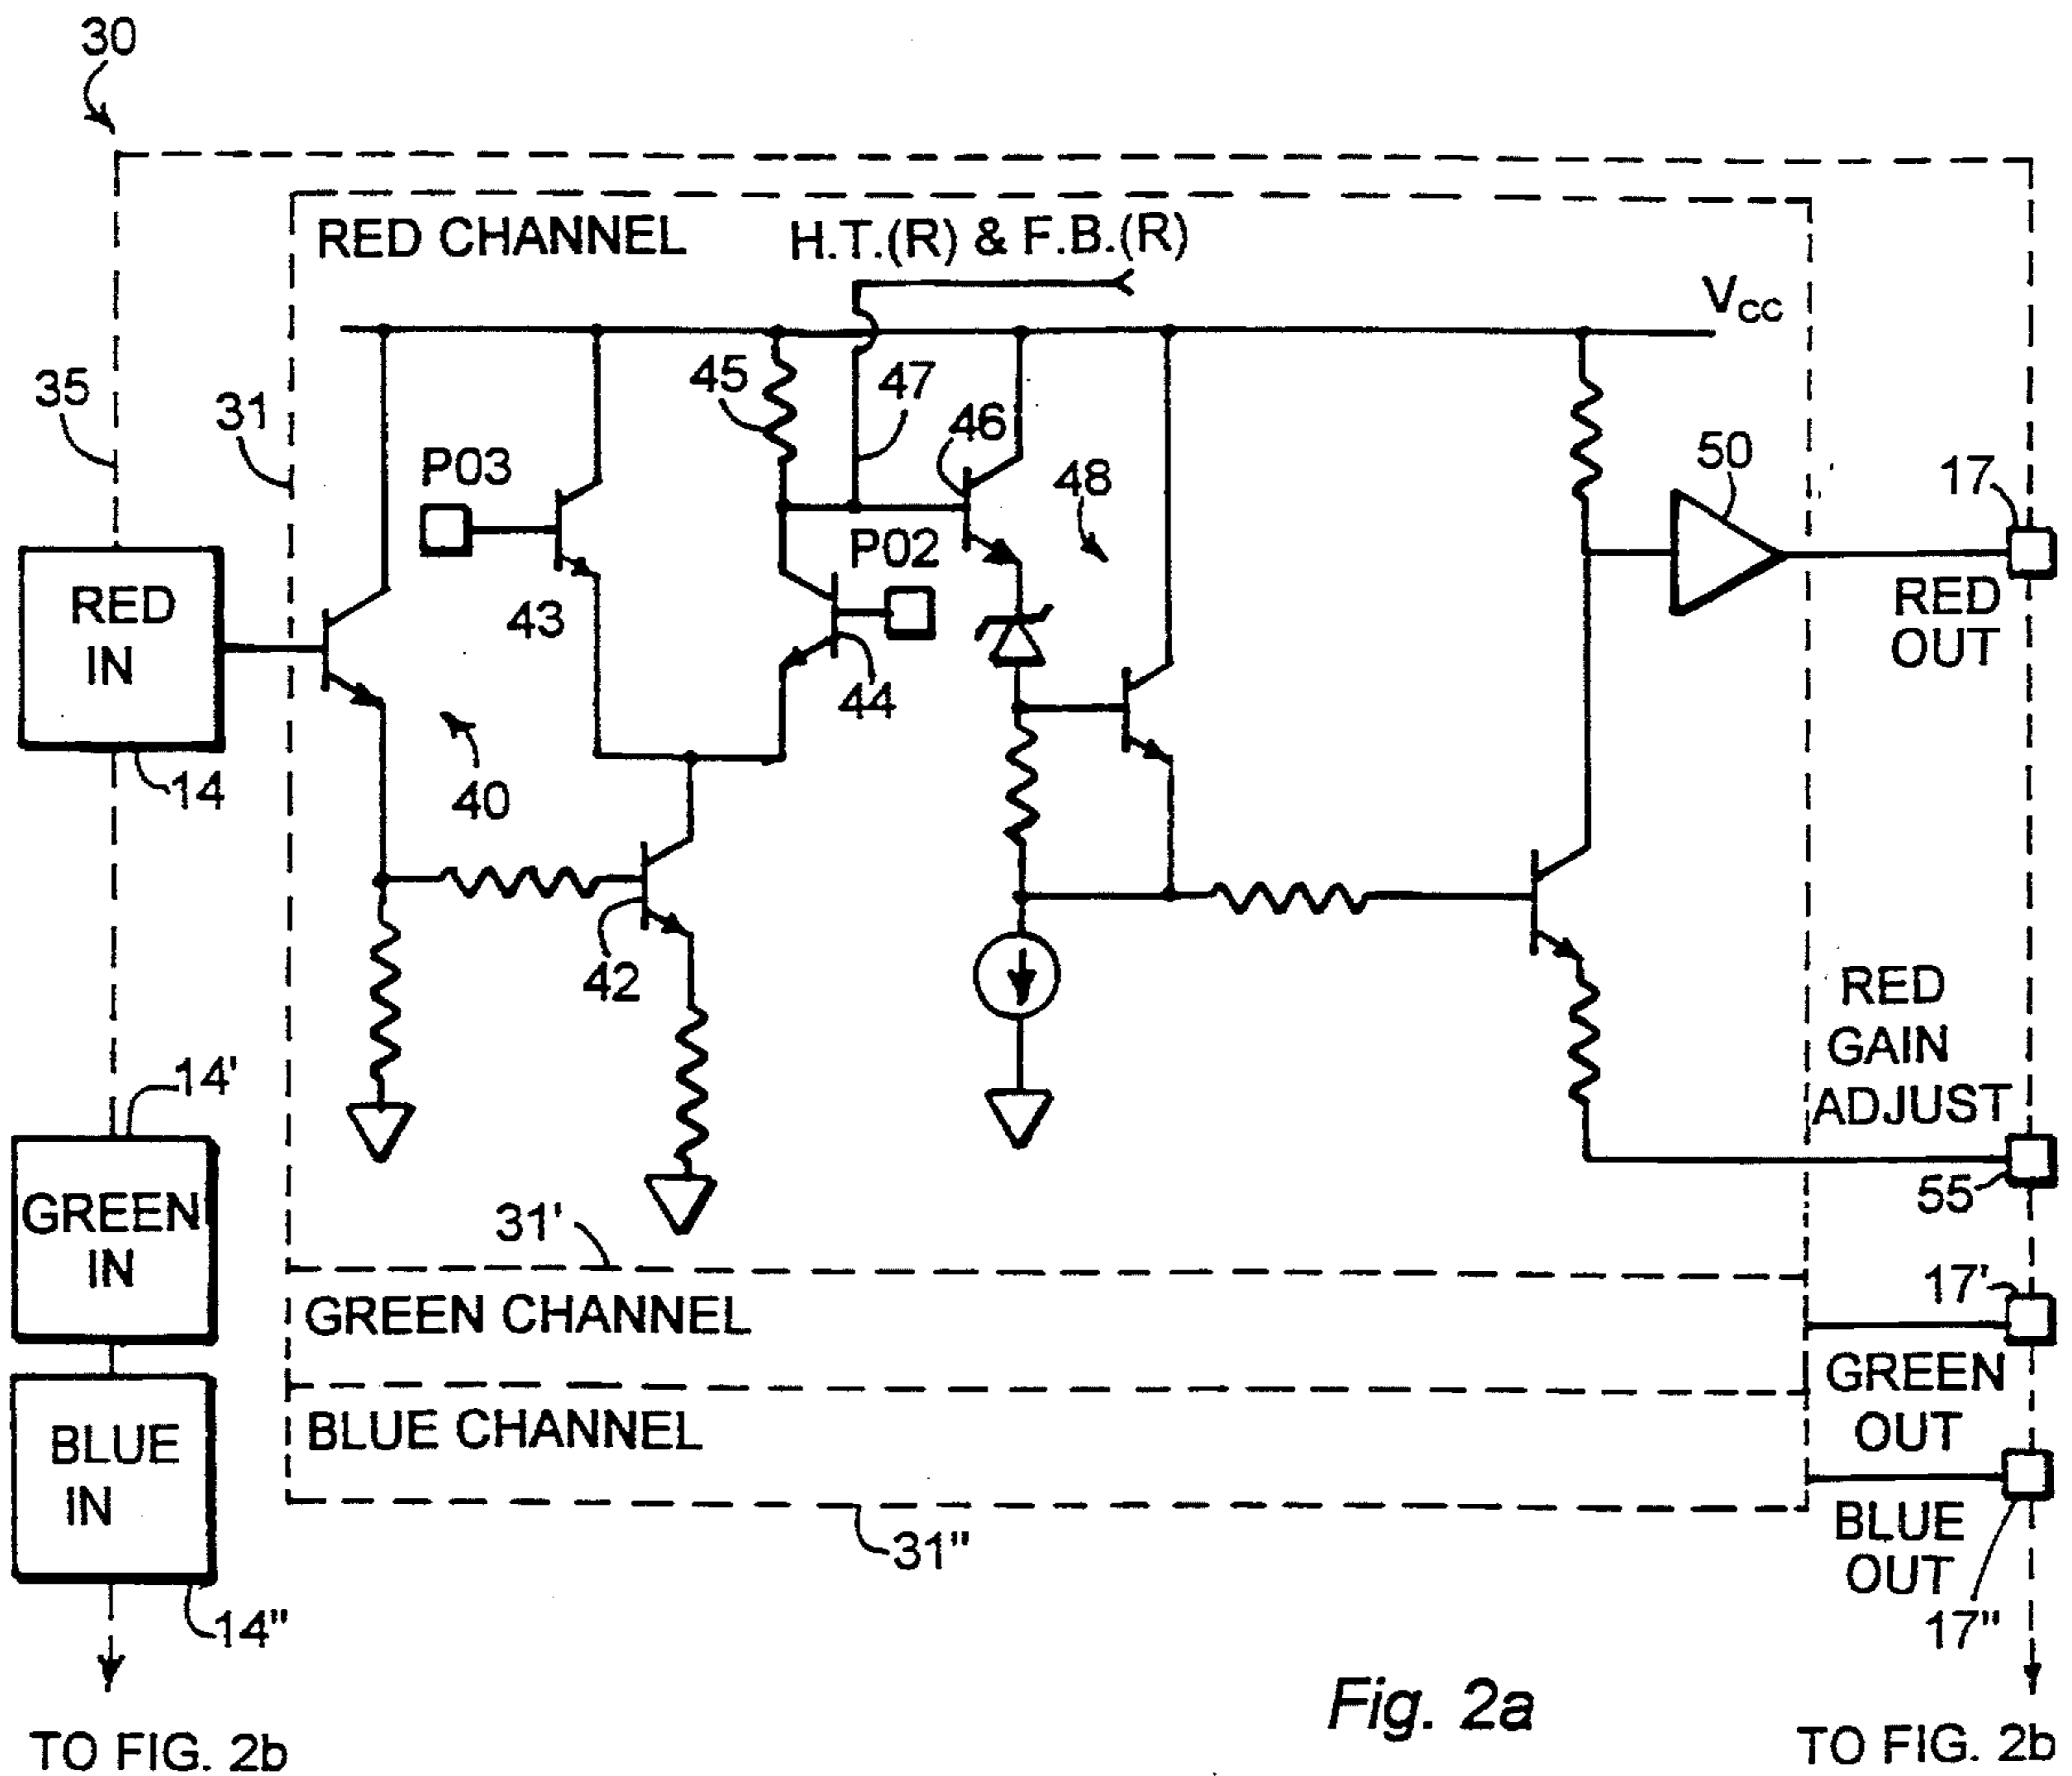 30
RED CHANNEL
H.T.(R) & F.B.(R)
VCC
35
31
45
47
46
P03
48
50
17
RED
IN
43
P02
44
RED
OUT
14
40
42
RED
GAIN
ADJUST
14'
55
GREEN
IN
31'
17'
GREEN CHANNEL
GREEN
OUT
BLUE
IN
BLUE CHANNEL
31"
BLUE
OUT
14"
17"
Fig. 2a
TO FIG. 2b
TO FIG. 2b